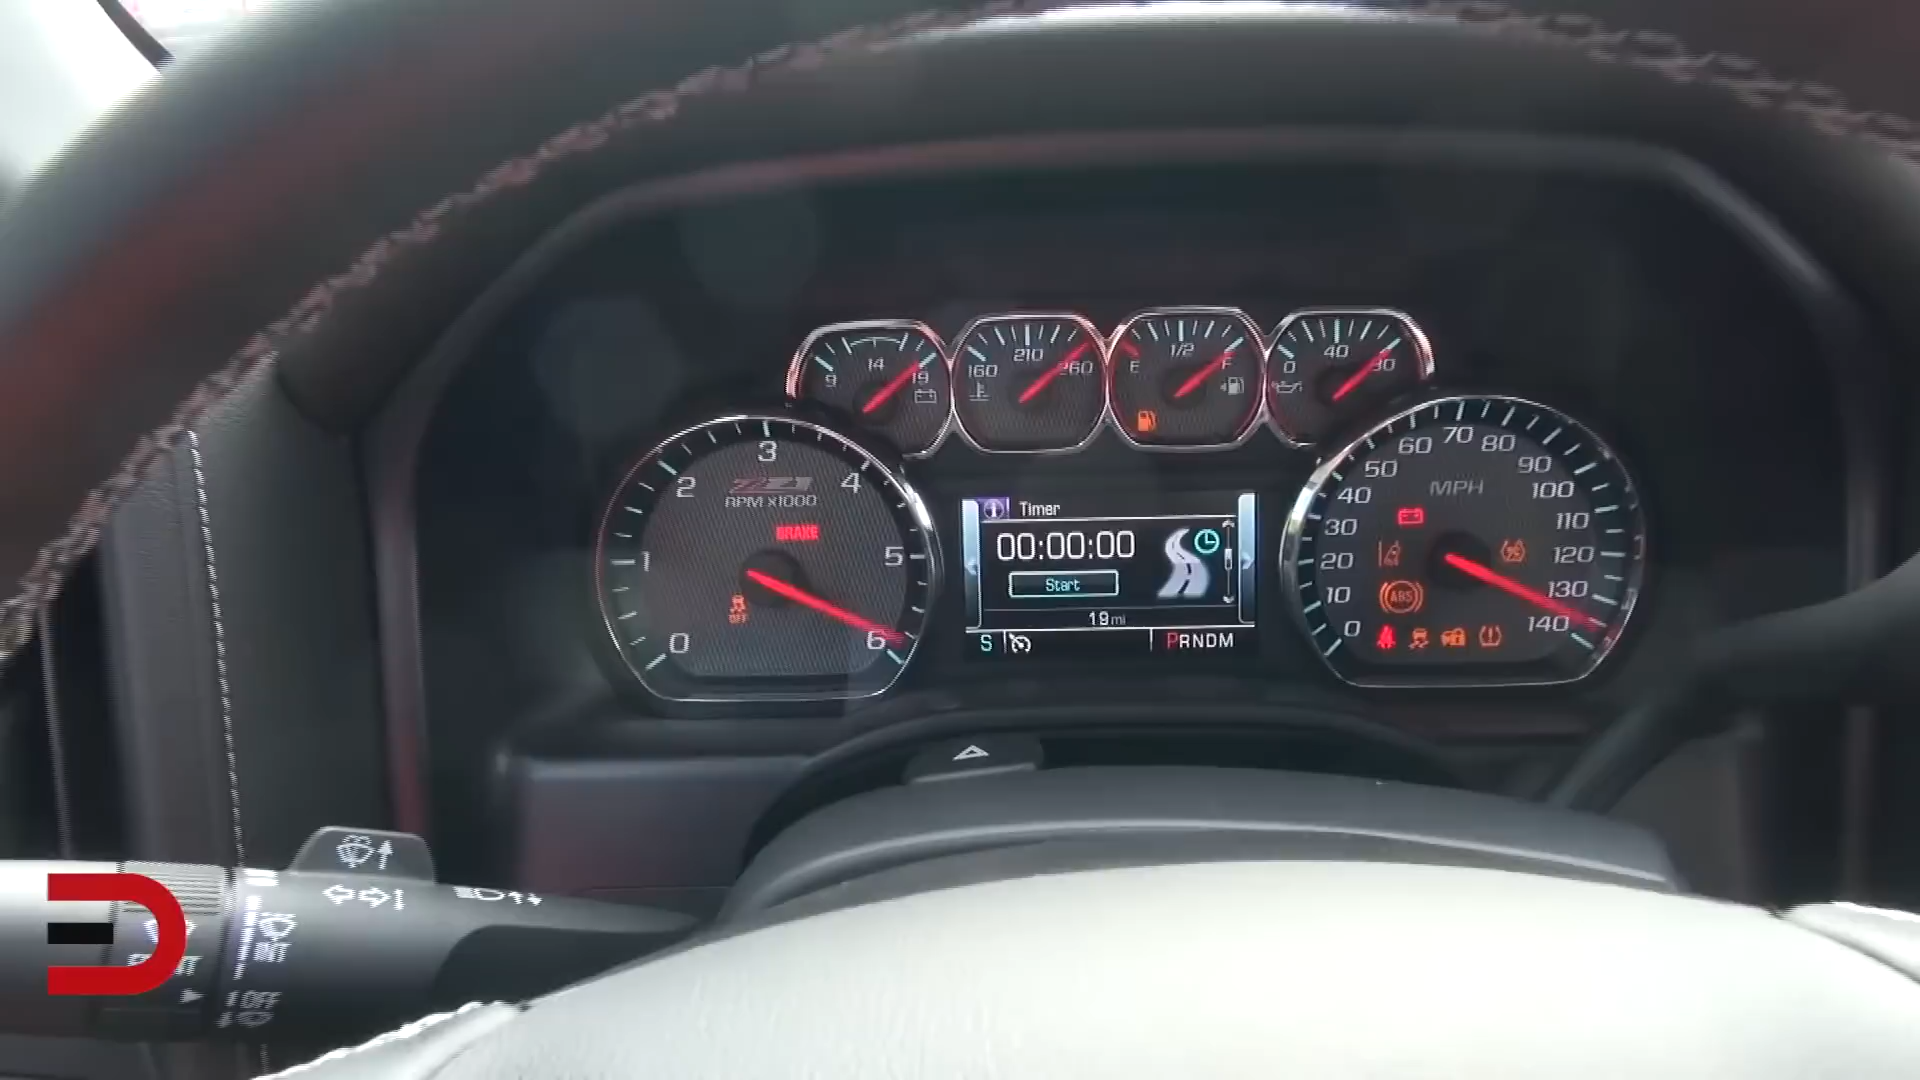 9 14 19
160 210 260
E 1/2 F
0 40 80
0 1 2 3 4 5 6
Z71
RPM x1000
BRAKE
OFF
Timer
00:00:00
Start
19mi
S
PRNDM
0 10 20 30 40 50 60 70 80 90 100 110 120 130 140
MPH
ABS
INT
OFF